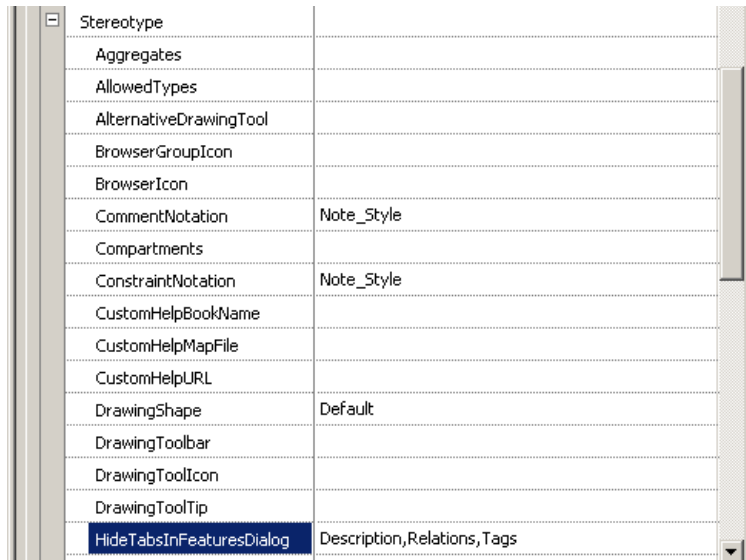 Stereotype
Aggregates
AllowedTypes
AlternativeDrawingTool
BrowserGroupIcon
BrowserIcon
CommentNotation Note_Style
Compartments
ConstraintNotation Note_Style
CustomHelpBookName
CustomHelpMapFile
CustomHelpURL
DrawingShape Default
DrawingToolbar
DrawingToolIcon
DrawingToolTip
HideTabsInFeaturesDialog Description,Relations,Tags